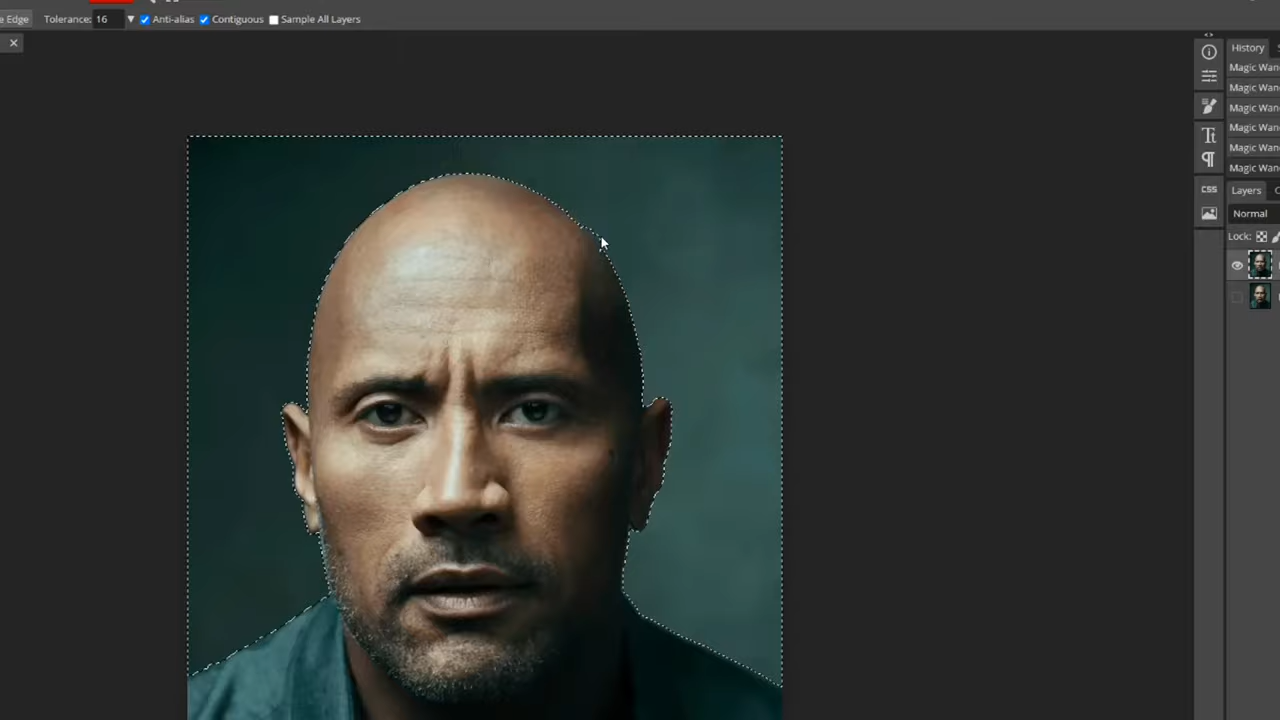 e Edge Tolerance: 16 Anti-alias Contiguous Sample All Layers
History
Magic Wan
Magic Wan
Magic Wan
Magic Wan
Magic Wan
Magic Wan
Tt
CSS
Layers
Normal
Lock: